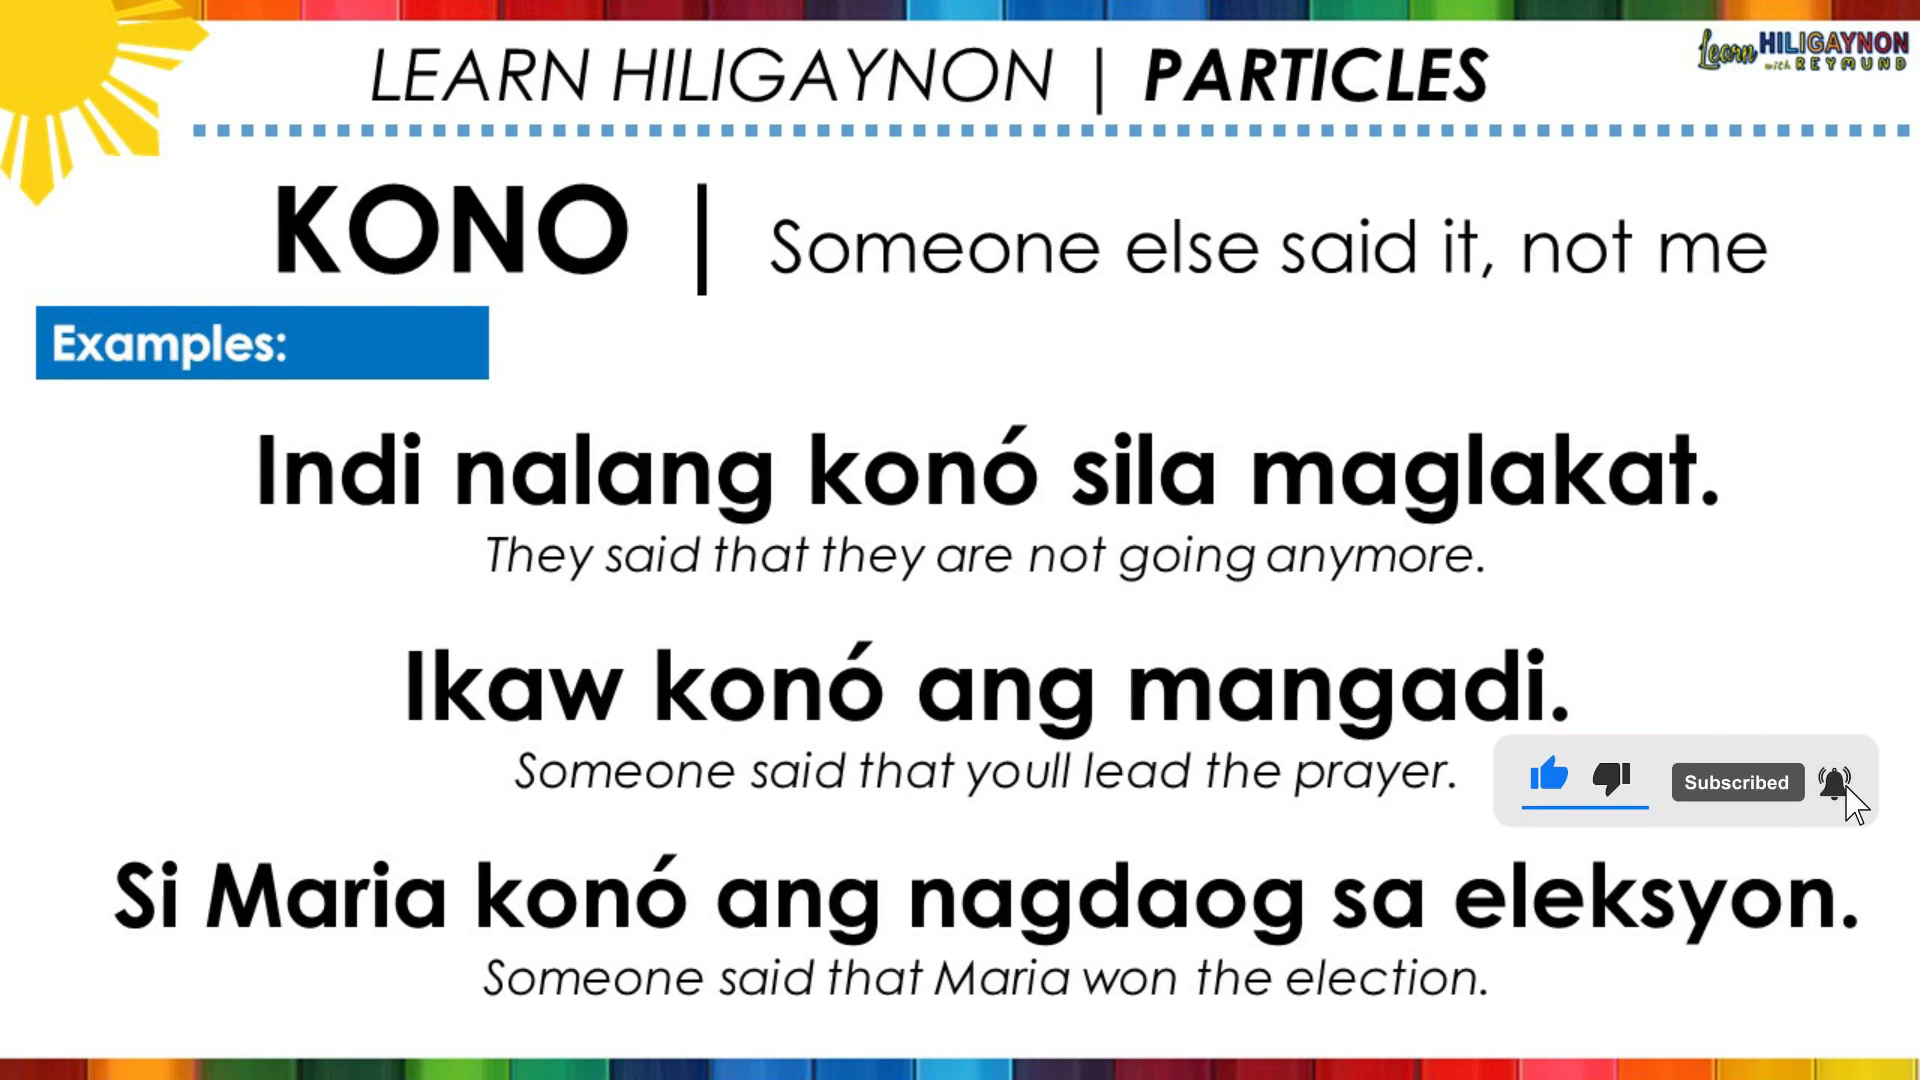 LEARN HILIGAYNON | PARTICLES
Learn HILIGAYNON
with REYMUND
KONO | Someone else said it, not me
Examples:
Indi nalang konó sila maglakat.
They said that they are not going anymore.
Ikaw konó ang mangadi.
Someone said that youll lead the prayer.
Subscribed
Si Maria konó ang nagdaog sa eleksyon.
Someone said that Maria won the election.